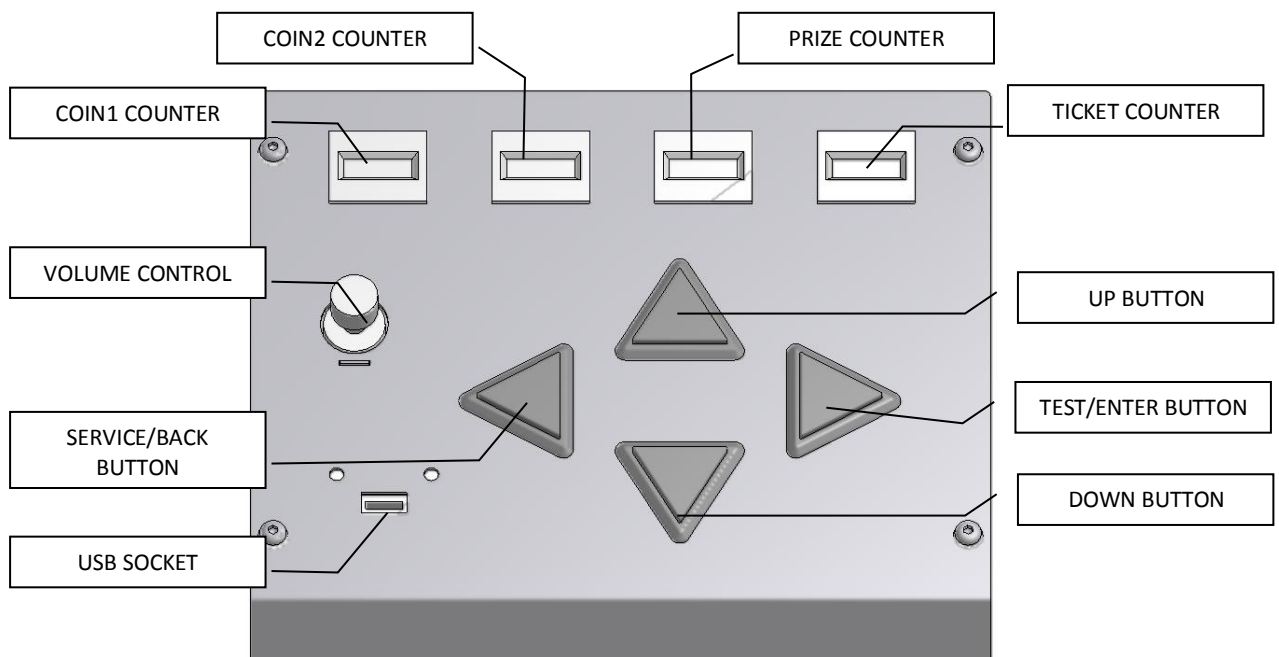 COIN2 COUNTER
PRIZE COUNTER
COIN1 COUNTER
TICKET COUNTER
VOLUME CONTROL
UP BUTTON
SERVICE/BACK
BUTTON
TEST/ENTER BUTTON
DOWN BUTTON
USB SOCKET